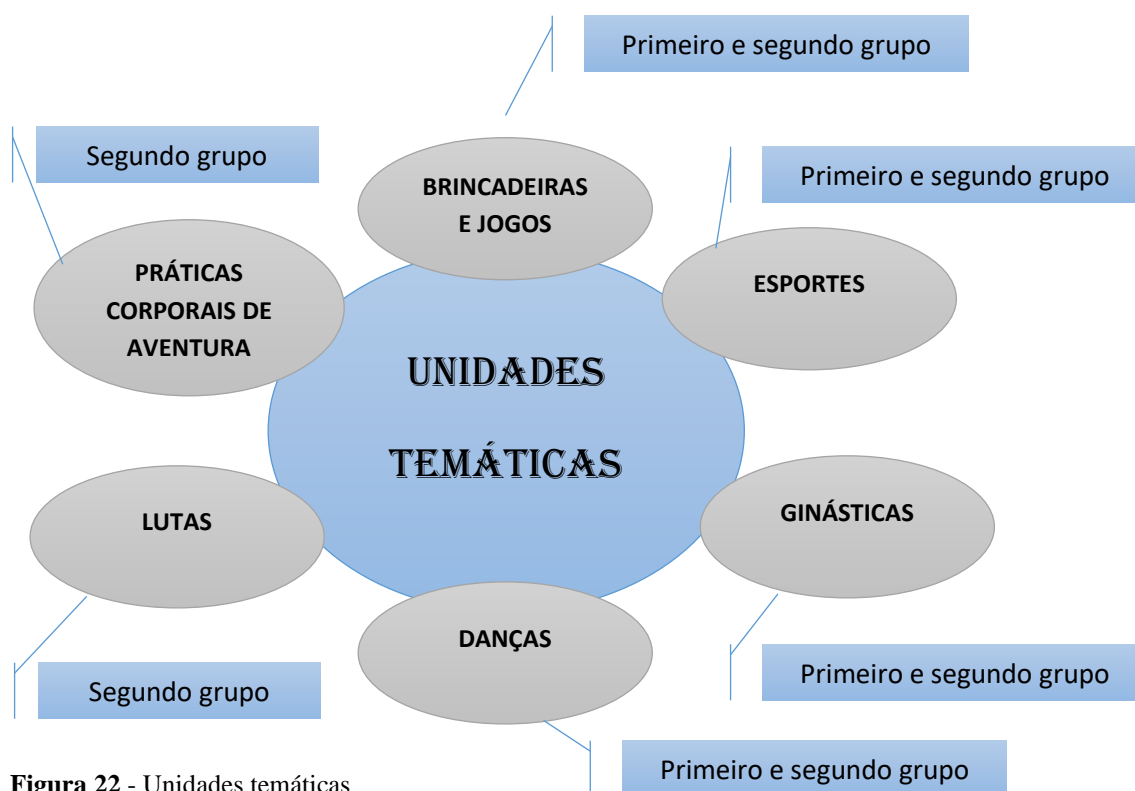 Primeiro e segundo grupo
Segundo grupo
BRINCADEIRAS
E JOGOS
Primeiro e segundo grupo
PRÁTICAS
CORPORAIS DE
AVENTURA
ESPORTES
UNIDADES
TEMÁTICAS
LUTAS
GINÁSTICAS
DANÇAS
Segundo grupo
Primeiro e segundo grupo
Primeiro e segundo grupo
Figura 22 - Unidades temáticas